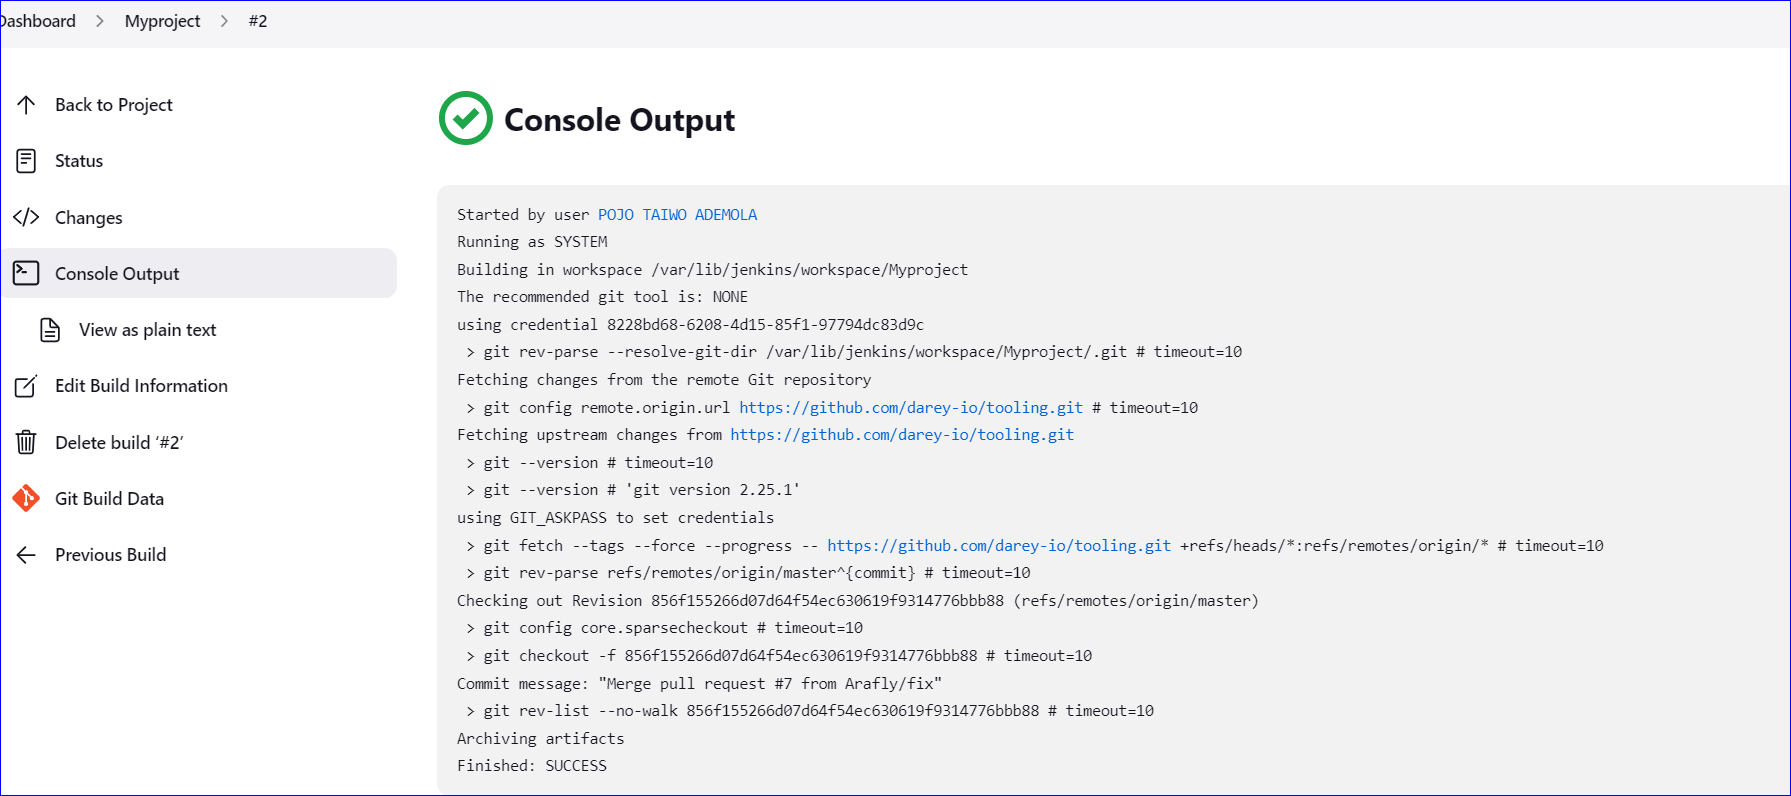 Dashboard > Myproject > #2
Back to Project
Status
Changes
Console Output
View as plain text
Edit Build Information
Delete build ‘#2’
Git Build Data
Previous Build
Console Output
Started by user POJO TAIWO ADEMOLA
Running as SYSTEM
Building in workspace /var/lib/jenkins/workspace/Myproject
The recommended git tool is: NONE
using credential 8228bd68-6208-4d15-85f1-97794dc83d9c
 > git rev-parse --resolve-git-dir /var/lib/jenkins/workspace/Myproject/.git # timeout=10
Fetching changes from the remote Git repository
 > git config remote.origin.url https://github.com/darey-io/tooling.git # timeout=10
Fetching upstream changes from https://github.com/darey-io/tooling.git
 > git --version # timeout=10
 > git --version # 'git version 2.25.1'
using GIT_ASKPASS to set credentials
 > git fetch --tags --force --progress -- https://github.com/darey-io/tooling.git +refs/heads/*:refs/remotes/origin/* # timeout=10
 > git rev-parse refs/remotes/origin/master^{commit} # timeout=10
Checking out Revision 856f155266d07d64f54ec630619f9314776bbb88 (refs/remotes/origin/master)
 > git config core.sparsecheckout # timeout=10
 > git checkout -f 856f155266d07d64f54ec630619f9314776bbb88 # timeout=10
Commit message: "Merge pull request #7 from Arafly/fix"
 > git rev-list --no-walk 856f155266d07d64f54ec630619f9314776bbb88 # timeout=10
Archiving artifacts
Finished: SUCCESS